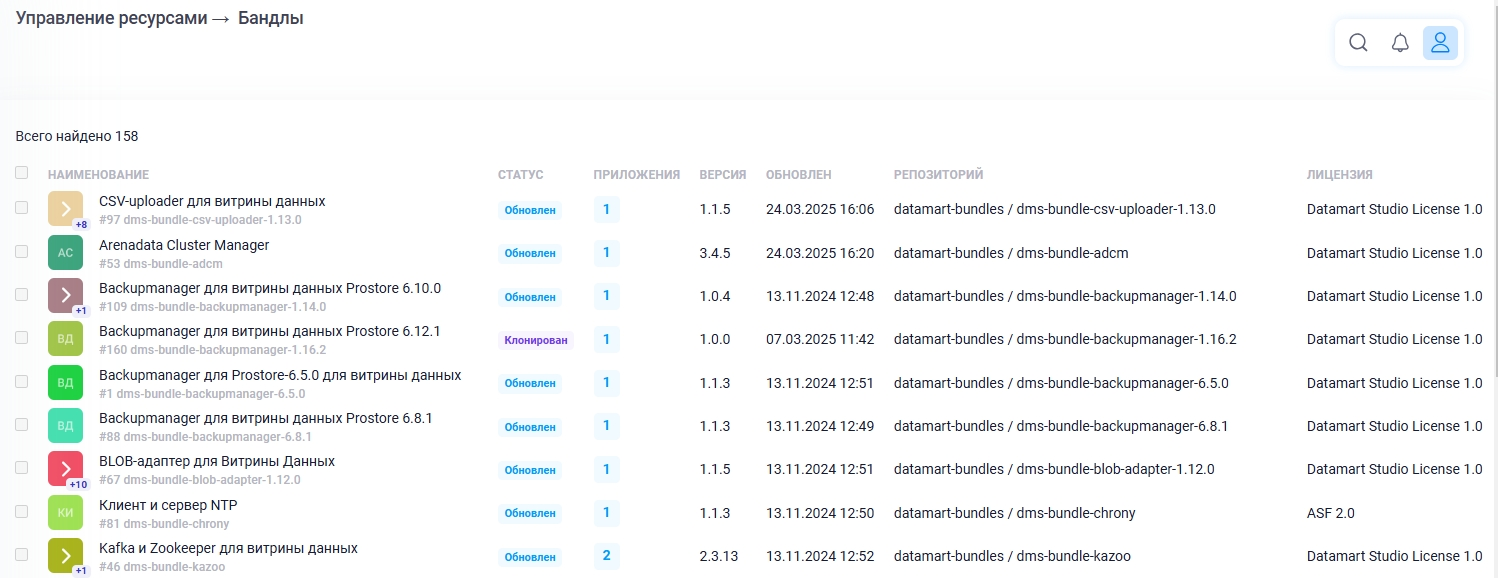 Управление ресурсами → Бандлы
Всего найдено 158
НАИМЕНОВАНИЕ СТАТУС ПРИЛОЖЕНИЯ ВЕРСИЯ ОБНОВЛЕН РЕПОЗИТОРИЙ ЛИЦЕНЗИЯ
CSV-uploader для витрины данных
+8 #97 dms-bundle-csv-uploader-1.13.0 Обновлен 1 1.1.5 24.03.2025 16:06 datamart-bundles / dms-bundle-csv-uploader-1.13.0 Datamart Studio License 1.0
Arenadata Cluster Manager
AC #53 dms-bundle-adcm Обновлен 1 3.4.5 24.03.2025 16:20 datamart-bundles / dms-bundle-adcm Datamart Studio License 1.0
Backupmanager для витрины данных Prostore 6.10.0
+1 #109 dms-bundle-backupmanager-1.14.0 Обновлен 1 1.0.4 13.11.2024 12:48 datamart-bundles / dms-bundle-backupmanager-1.14.0 Datamart Studio License 1.0
Backupmanager для витрины данных Prostore 6.12.1
ВД #160 dms-bundle-backupmanager-1.16.2 Клонирован 1 1.0.0 07.03.2025 11:42 datamart-bundles / dms-bundle-backupmanager-1.16.2 Datamart Studio License 1.0
Backupmanager для Prostore-6.5.0 для витрины данных
ВД #1 dms-bundle-backupmanager-6.5.0 Обновлен 1 1.1.3 13.11.2024 12:51 datamart-bundles / dms-bundle-backupmanager-6.5.0 Datamart Studio License 1.0
Backupmanager для витрины данных Prostore 6.8.1
ВД #88 dms-bundle-backupmanager-6.8.1 Обновлен 1 1.1.3 13.11.2024 12:49 datamart-bundles / dms-bundle-backupmanager-6.8.1 Datamart Studio License 1.0
BLOB-адаптер для Витрины Данных
+10 #67 dms-bundle-blob-adapter-1.12.0 Обновлен 1 1.1.5 13.11.2024 12:51 datamart-bundles / dms-bundle-blob-adapter-1.12.0 Datamart Studio License 1.0
Клиент и сервер NTP
КИ #81 dms-bundle-chrony Обновлен 1 1.1.3 13.11.2024 12:50 datamart-bundles / dms-bundle-chrony ASF 2.0
Kafka и Zookeeper для витрины данных
+1 #46 dms-bundle-kazoo Обновлен 2 2.3.13 13.11.2024 12:52 datamart-bundles / dms-bundle-kazoo Datamart Studio License 1.0